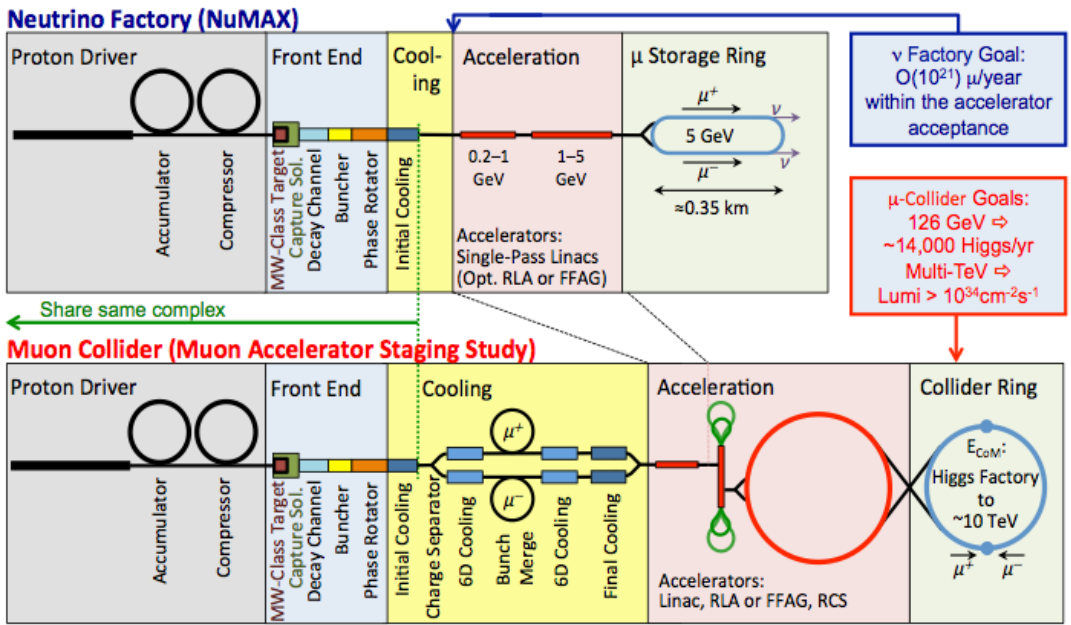 Neutrino Factory (NuMAX)
Proton Driver
Front End
Cool-
ing
Acceleration
μ Storage Ring
ν Factory Goal:
O(10²¹) μ/year
within the accelerator
acceptance
μ⁺
ν
5 GeV
μ⁻
ν
0.2–1
GeV
1–5
GeV
≈0.35 km
Accumulator
Compressor
MW-Class Target
Capture Sol.
Decay Channel
Buncher
Phase Rotator
Initial Cooling
Accelerators:
Single-Pass Linacs
(Opt. RLA or FFAG)
μ-Collider Goals:
126 GeV ⇨
~14,000 Higgs/yr
Multi-TeV ⇨
Lumi > 10³⁴cm⁻²s⁻¹
Share same complex
Muon Collider (Muon Accelerator Staging Study)
Proton Driver
Front End
Cooling
Acceleration
Collider Ring
μ⁺
μ⁻
E_CoM:
Higgs Factory
to
~10 TeV
μ⁺
μ⁻
Accumulator
Compressor
MW-Class Target
Capture Sol.
Decay Channel
Buncher
Phase Rotator
Initial Cooling
Charge Separator
6D Cooling
Bunch
Merge
6D Cooling
Final Cooling
Accelerators:
Linac, RLA or FFAG, RCS